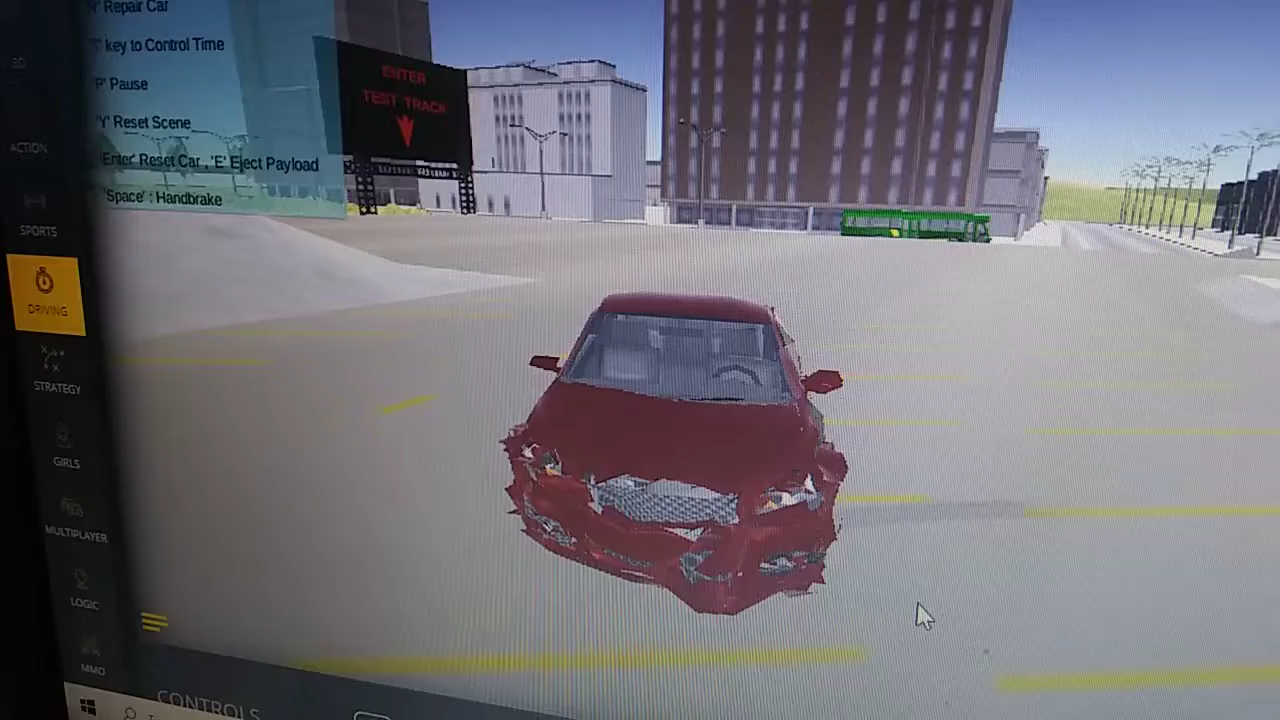 ' Repair Car
' key to Control Time
'P' Pause
'Y' Reset Scene
'Enter' Reset Car , 'E' Eject Payload
'Space' : Handbrake
ENTER
TEST TRACK
3D
ACTION
SPORTS
DRIVING
STRATEGY
GIRLS
MULTIPLAYER
LOGIC
MMO
CONTROLS